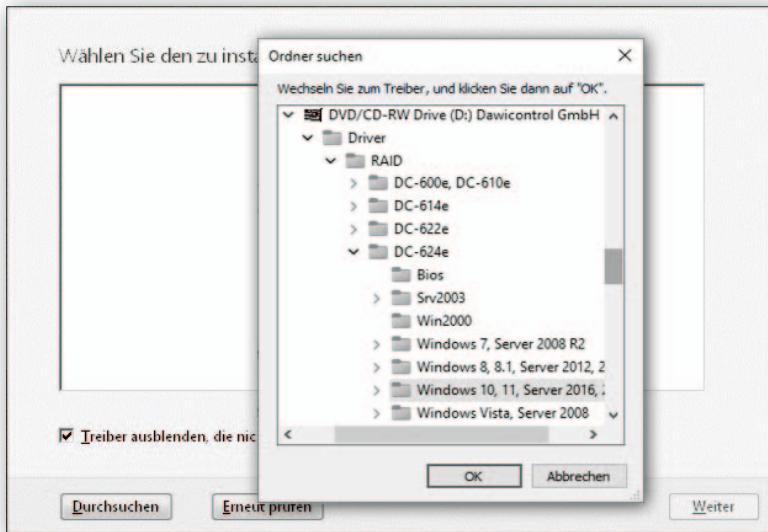 Wählen Sie den zu insta
Ordner suchen
Wechseln Sie zum Treiber, und klicken Sie dann auf "OK".
DVD/CD-RW Drive (D:) Dawicontrol GmbH
Driver
RAID
DC-600e, DC-610e
DC-614e
DC-622e
DC-624e
Bios
Srv2003
Win2000
Windows 7, Server 2008 R2
Windows 8, 8.1, Server 2012, 2
Windows 10, 11, Server 2016, 2
Windows Vista, Server 2008
Treiber ausblenden, die nic
OK
Abbrechen
Durchsuchen
Erneut prüfen
Weiter